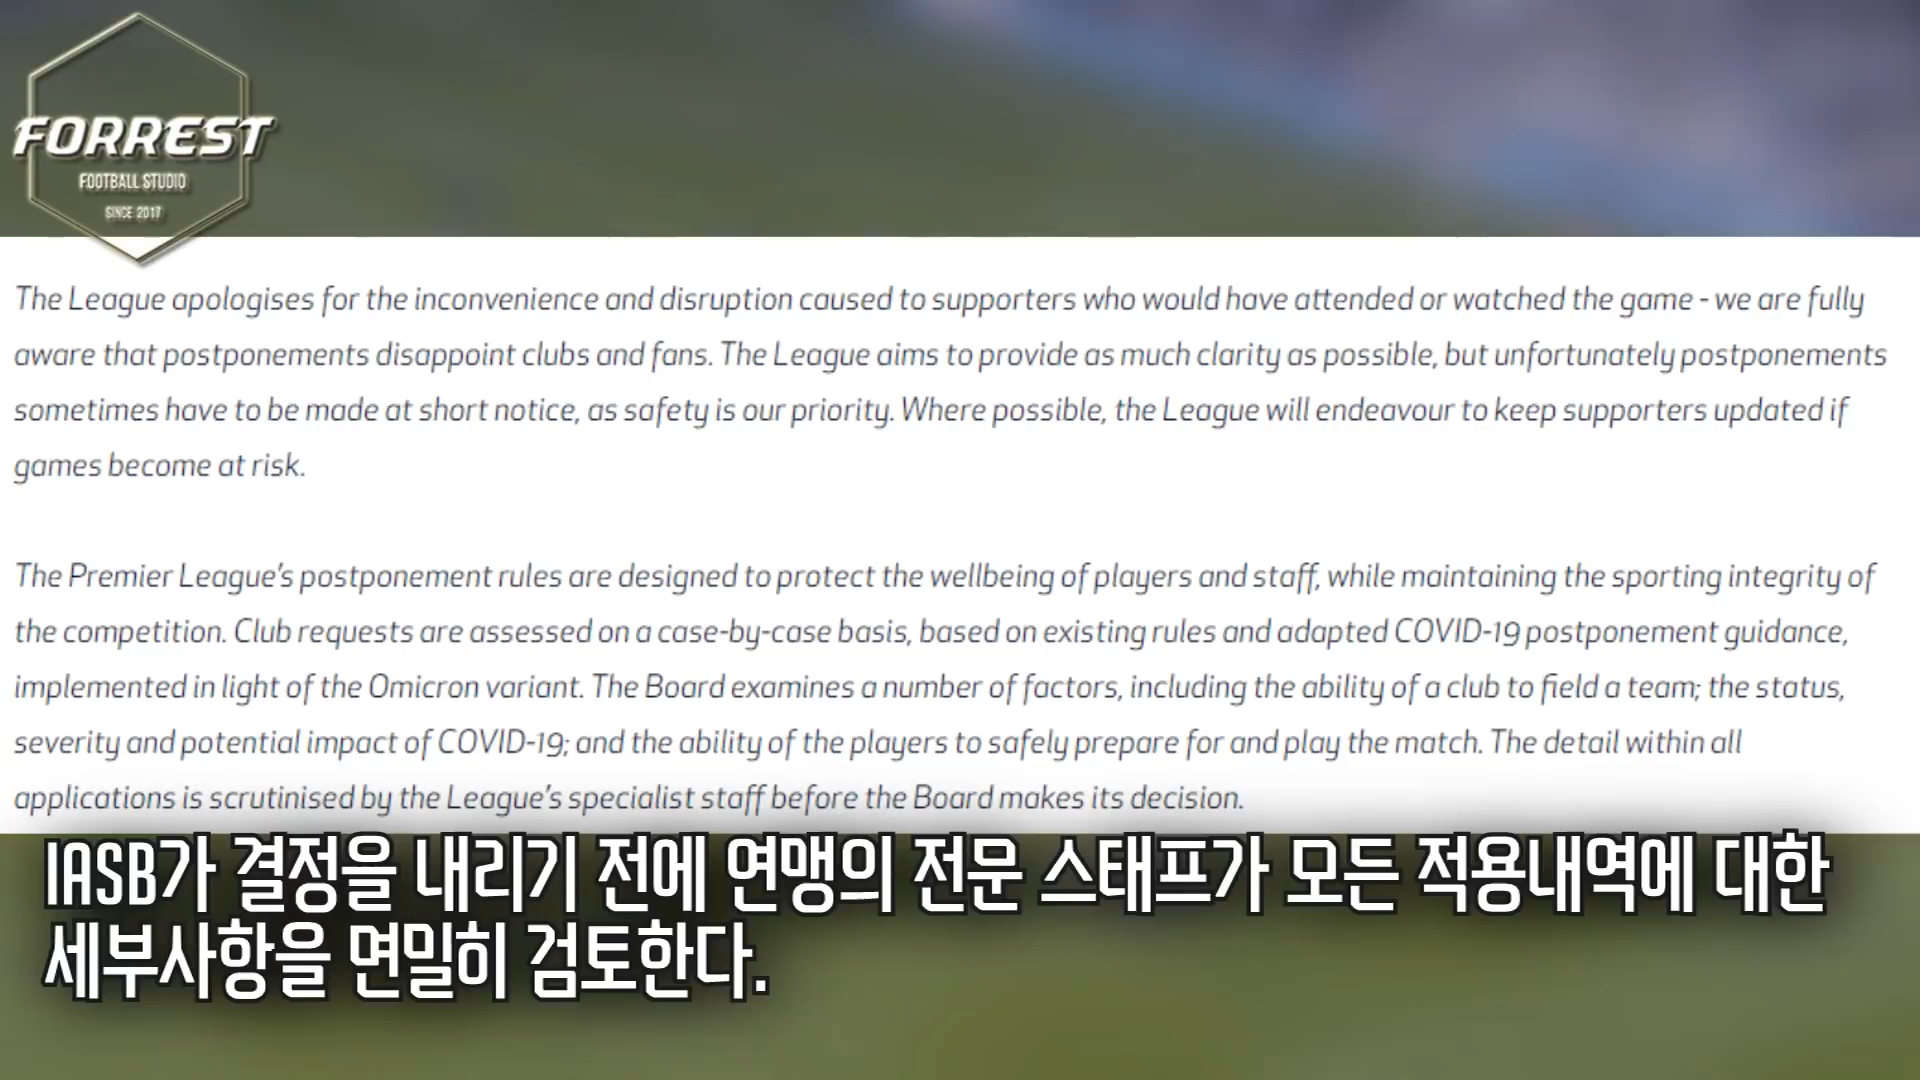 FORREST
FOOTBALL STUDIO
SINCE 2017
The League apologises for the inconvenience and disruption caused to supporters who would have attended or watched the game - we are fully
aware that postponements disappoint clubs and fans. The League aims to provide as much clarity as possible, but unfortunately postponements
sometimes have to be made at short notice, as safety is our priority. Where possible, the League will endeavour to keep supporters updated if
games become at risk.
The Premier League's postponement rules are designed to protect the wellbeing of players and staff, while maintaining the sporting integrity of
the competition. Club requests are assessed on a case-by-case basis, based on existing rules and adapted COVID-19 postponement guidance,
implemented in light of the Omicron variant. The Board examines a number of factors, including the ability of a club to field a team; the status,
severity and potential impact of COVID-19; and the ability of the players to safely prepare for and play the match. The detail within all
applications is scrutinised by the League's specialist staff before the Board makes its decision.
IASB가 결정을 내리기 전에 연맹의 전문 스태프가 모든 적용내역에 대한
세부사항을 면밀히 검토한다.